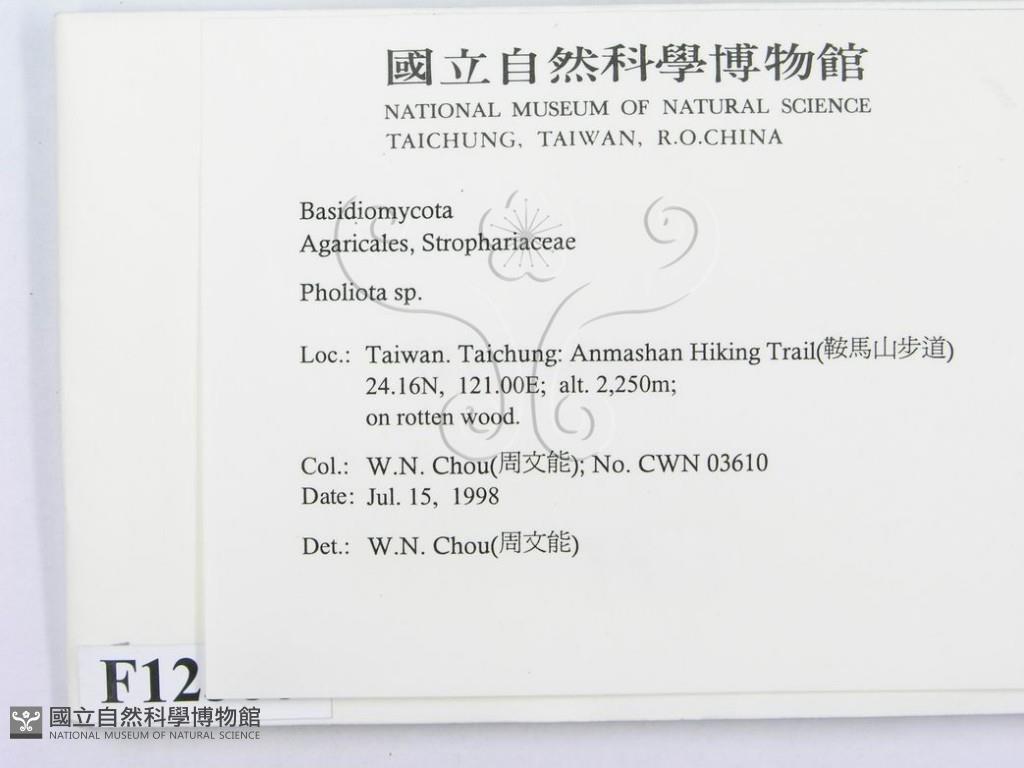 國立自然科學博物館
NATIONAL MUSEUM OF NATURAL SCIENCE
TAICHUNG, TAIWAN, R.O.CHINA
Basidiomycota
Agaricales, Strophariaceae
Pholiota sp.
Loc.: Taiwan. Taichung: Anmashan Hiking Trail(鞍馬山步道)
24.16N, 121.00E; alt. 2,250m;
on rotten wood.
Col.: W.N. Chou(周文能); No. CWN 03610
Date: Jul. 15, 1998
Det.: W.N. Chou(周文能)
國立自然科學博物館
NATIONAL MUSEUM OF NATURAL SCIENCE